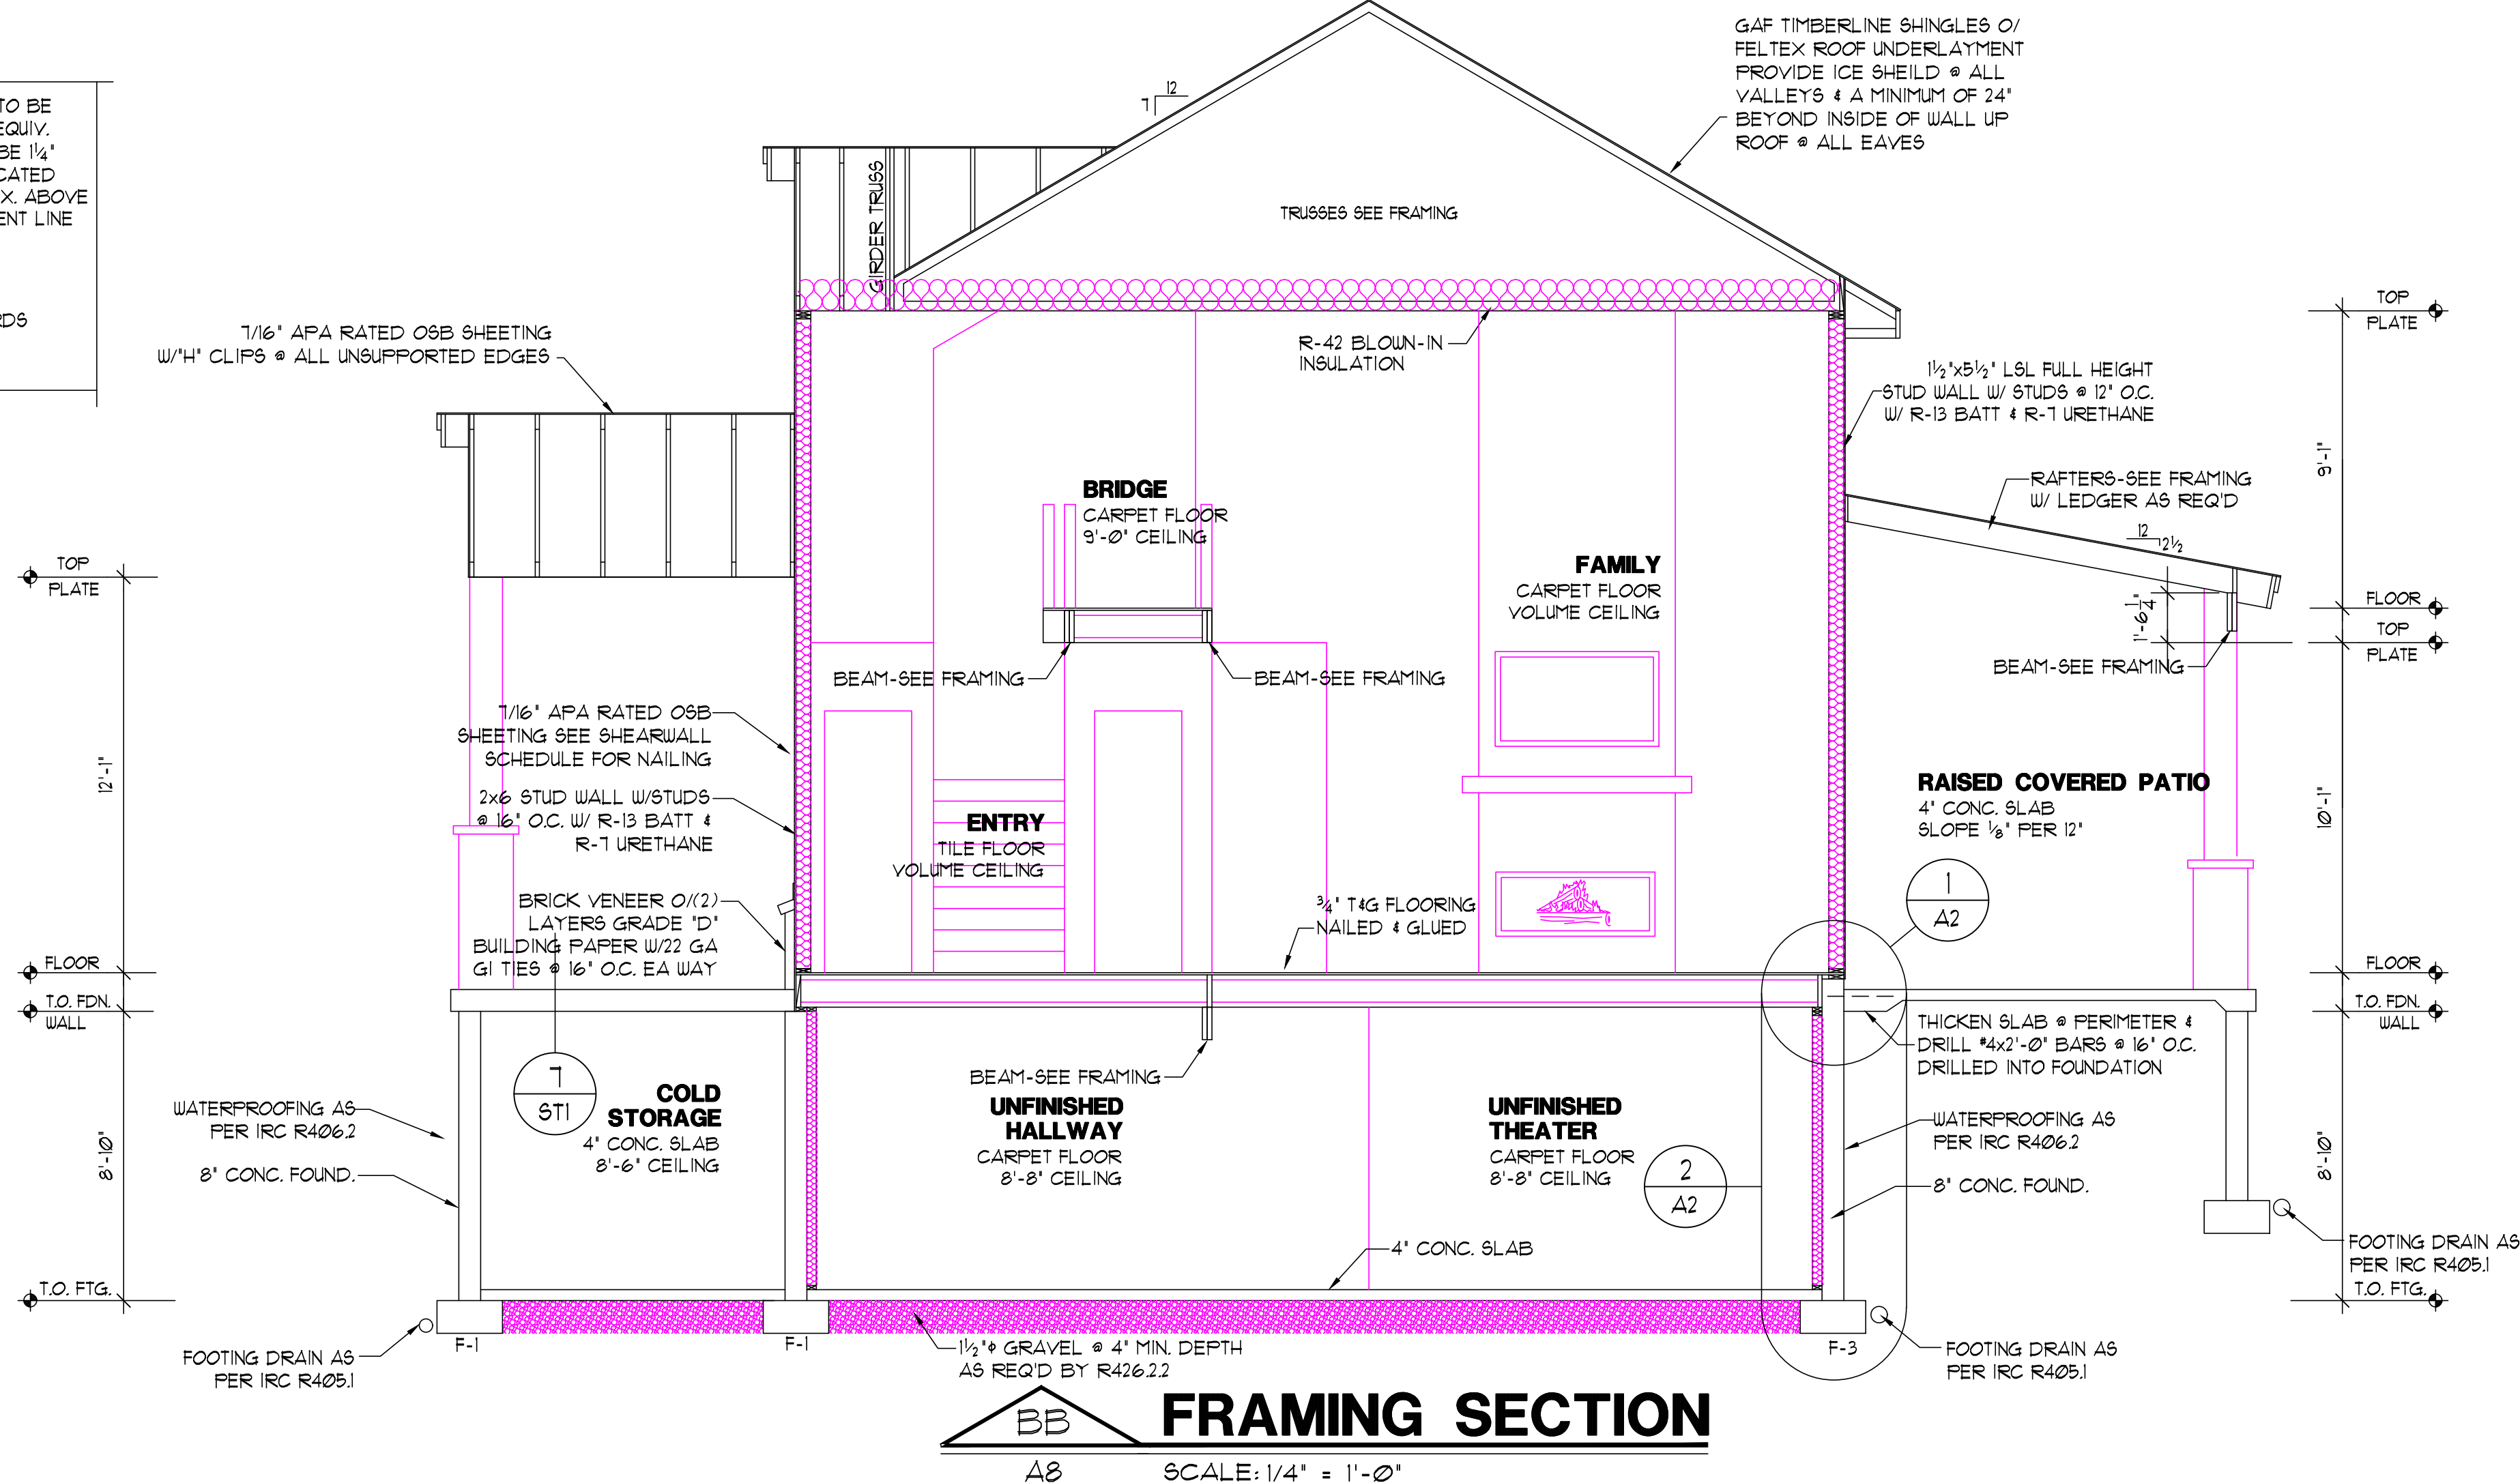 TO BE
EQUIV.
BE 1¼"
CATED
X. ABOVE
ENT LINE
RDS
GAF TIMBERLINE SHINGLES O/
FELTEX ROOF UNDERLAYMENT
PROVIDE ICE SHEILD @ ALL
VALLEYS & A MINIMUM OF 24"
BEYOND INSIDE OF WALL UP
ROOF @ ALL EAVES
12
7
GIRDER TRUSS
TRUSSES SEE FRAMING
7/16" APA RATED OSB SHEETING
W/"H" CLIPS @ ALL UNSUPPORTED EDGES
R-42 BLOWN-IN
INSULATION
TOP
PLATE
1½"x5½" LSL FULL HEIGHT
STUD WALL W/ STUDS @ 12" O.C.
W/ R-13 BATT & R-7 URETHANE
9'-1"
RAFTERS-SEE FRAMING
W/ LEDGER AS REQ'D
12
2½
BRIDGE
CARPET FLOOR
9'-0" CEILING
FAMILY
CARPET FLOOR
VOLUME CEILING
TOP
PLATE
1'-6¼"
FLOOR
TOP
PLATE
BEAM-SEE FRAMING
BEAM-SEE FRAMING
BEAM-SEE FRAMING
7/16" APA RATED OSB
SHEETING SEE SHEARWALL
SCHEDULE FOR NAILING
12'-1"
2x6 STUD WALL W/STUDS
@ 16" O.C. W/ R-13 BATT &
R-7 URETHANE
ENTRY
TILE FLOOR
VOLUME CEILING
RAISED COVERED PATIO
4" CONC. SLAB
SLOPE ⅛" PER 12"
10'-1"
1
A2
BRICK VENEER O/(2)
LAYERS GRADE "D"
BUILDING PAPER W/22 GA
GI TIES @ 16" O.C. EA WAY
¾" T&G FLOORING
NAILED & GLUED
FLOOR
T.O. FDN.
WALL
FLOOR
T.O. FDN.
WALL
THICKEN SLAB @ PERIMETER &
DRILL #4x2'-0" BARS @ 16" O.C.
DRILLED INTO FOUNDATION
7
ST1
COLD
STORAGE
4" CONC. SLAB
8'-6" CEILING
BEAM-SEE FRAMING
UNFINISHED
HALLWAY
CARPET FLOOR
8'-8" CEILING
UNFINISHED
THEATER
CARPET FLOOR
8'-8" CEILING
2
A2
WATERPROOFING AS
PER IRC R406.2
8" CONC. FOUND.
8'-10"
WATERPROOFING AS
PER IRC R406.2
8" CONC. FOUND.
8'-10"
4" CONC. SLAB
FOOTING DRAIN AS
PER IRC R405.1
T.O. FTG.
T.O. FTG.
F-1
F-1
F-3
FOOTING DRAIN AS
PER IRC R405.1
1½"ϕ GRAVEL @ 4" MIN. DEPTH
AS REQ'D BY R426.2.2
FOOTING DRAIN AS
PER IRC R405.1
BB
A8
FRAMING SECTION
SCALE: 1/4" = 1'-0"